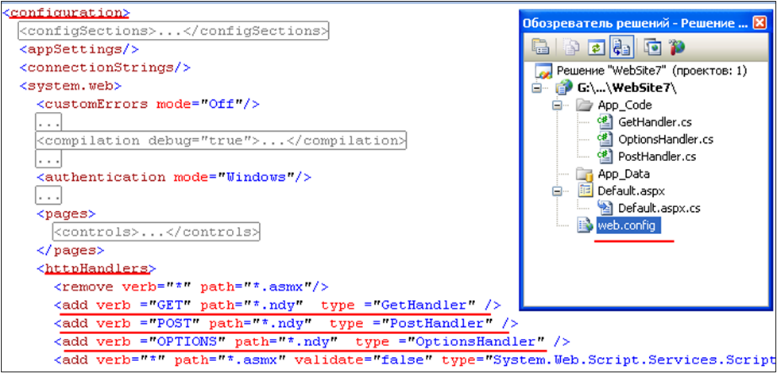 <configuration>
<configSections>...</configSections>
<appSettings/>
<connectionStrings/>
<system.web>
<customErrors mode="Off"/>
...
<compilation debug="true">...</compilation>
...
<authentication mode="Windows"/>
...
<pages>
<controls>...</controls>
</pages>
<httpHandlers>
<remove verb="*" path="*.asmx"/>
<add verb ="GET" path="*.ndy"  type ="GetHandler" />
<add verb ="POST" path="*.ndy"  type ="PostHandler" />
<add verb ="OPTIONS" path="*.ndy"  type ="OptionsHandler" />
<add verb="*" path="*.asmx" validate="false" type="System.Web.Script.Services.Script
Обозреватель решений - Решение ...
Решение "WebSite7" (проектов: 1)
G:\...\WebSite7\
App_Code
GetHandler.cs
OptionsHandler.cs
PostHandler.cs
App_Data
Default.aspx
Default.aspx.cs
web.config